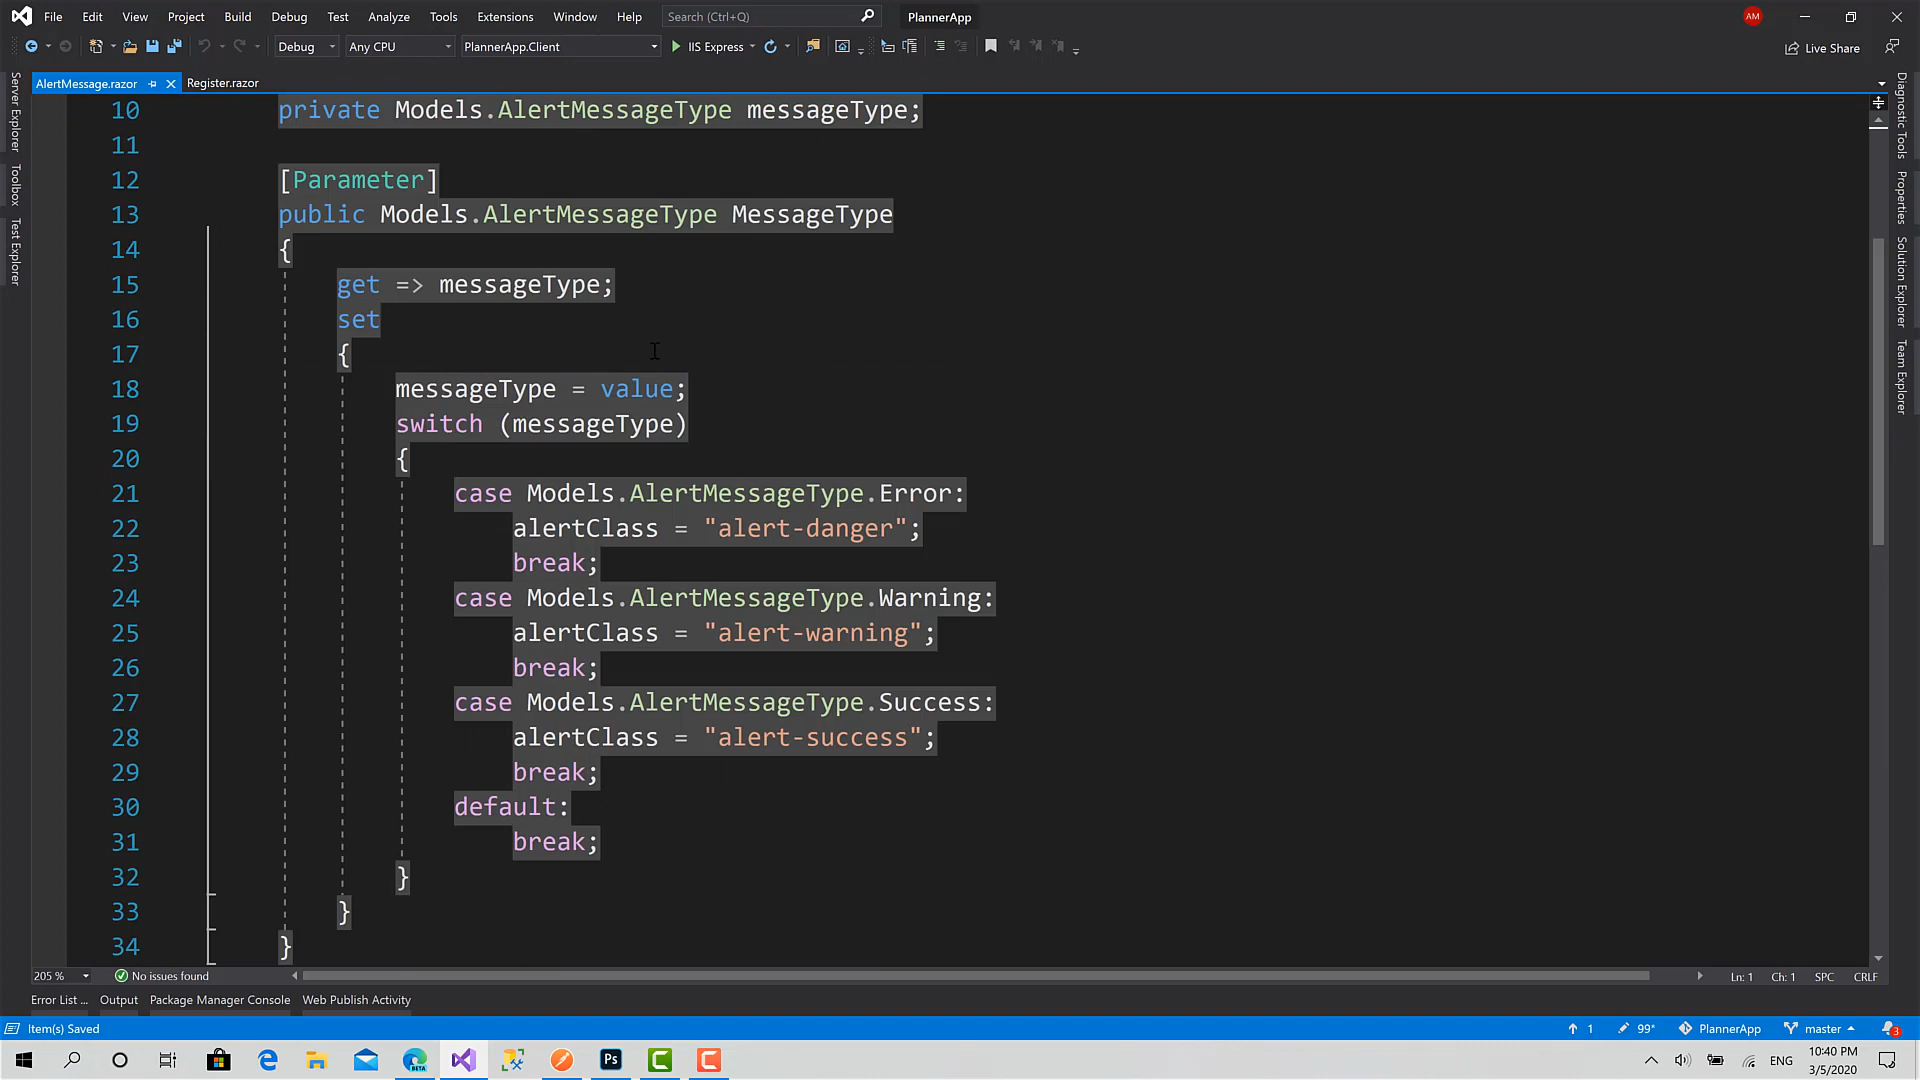 File Edit View Project Build Debug Test Analyze Tools Extensions Window Help Search (Ctrl+Q) PlannerApp AM
Debug Any CPU PlannerApp.Client IIS Express Live Share
AlertMessage.razor Register.razor
Server Explorer
Toolbox
Test Explorer
10 private Models.AlertMessageType messageType;
11
12 [Parameter]
13 public Models.AlertMessageType MessageType
14 {
15 get => messageType;
16 set
17 {
18 messageType = value;
19 switch (messageType)
20 {
21 case Models.AlertMessageType.Error:
22 alertClass = "alert-danger";
23 break;
24 case Models.AlertMessageType.Warning:
25 alertClass = "alert-warning";
26 break;
27 case Models.AlertMessageType.Success:
28 alertClass = "alert-success";
29 break;
30 default:
31 break;
32 }
33 }
34 }
Diagnostic Tools
Properties
Solution Explorer
Team Explorer
205 % No issues found Ln: 1 Ch: 1 SPC CRLF
Error List ... Output Package Manager Console Web Publish Activity
Item(s) Saved 1 99* PlannerApp master 3
BETA Ps ENG 10:40 PM
3/5/2020